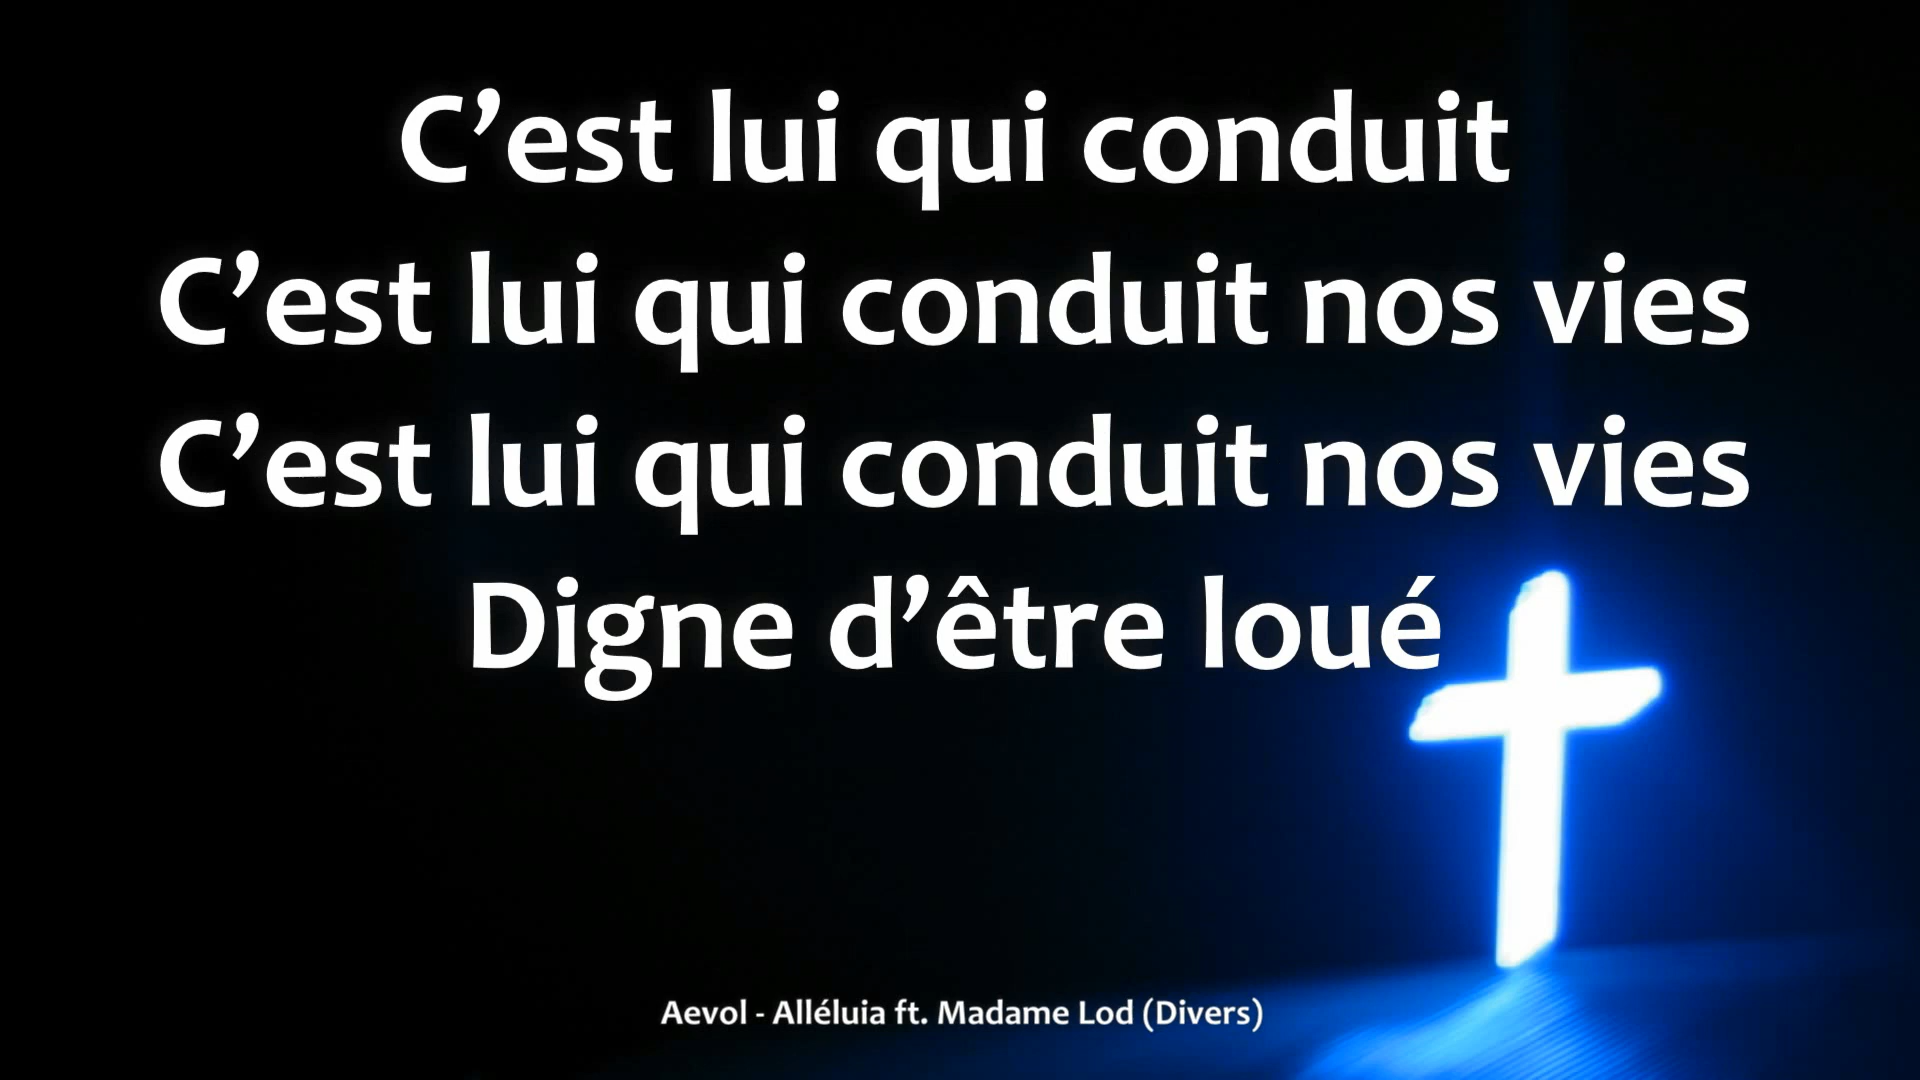 C’est lui qui conduit
C’est lui qui conduit nos vies
C’est lui qui conduit nos vies
Digne d’être loué
Aevol - Alléluia ft. Madame Lod (Divers)